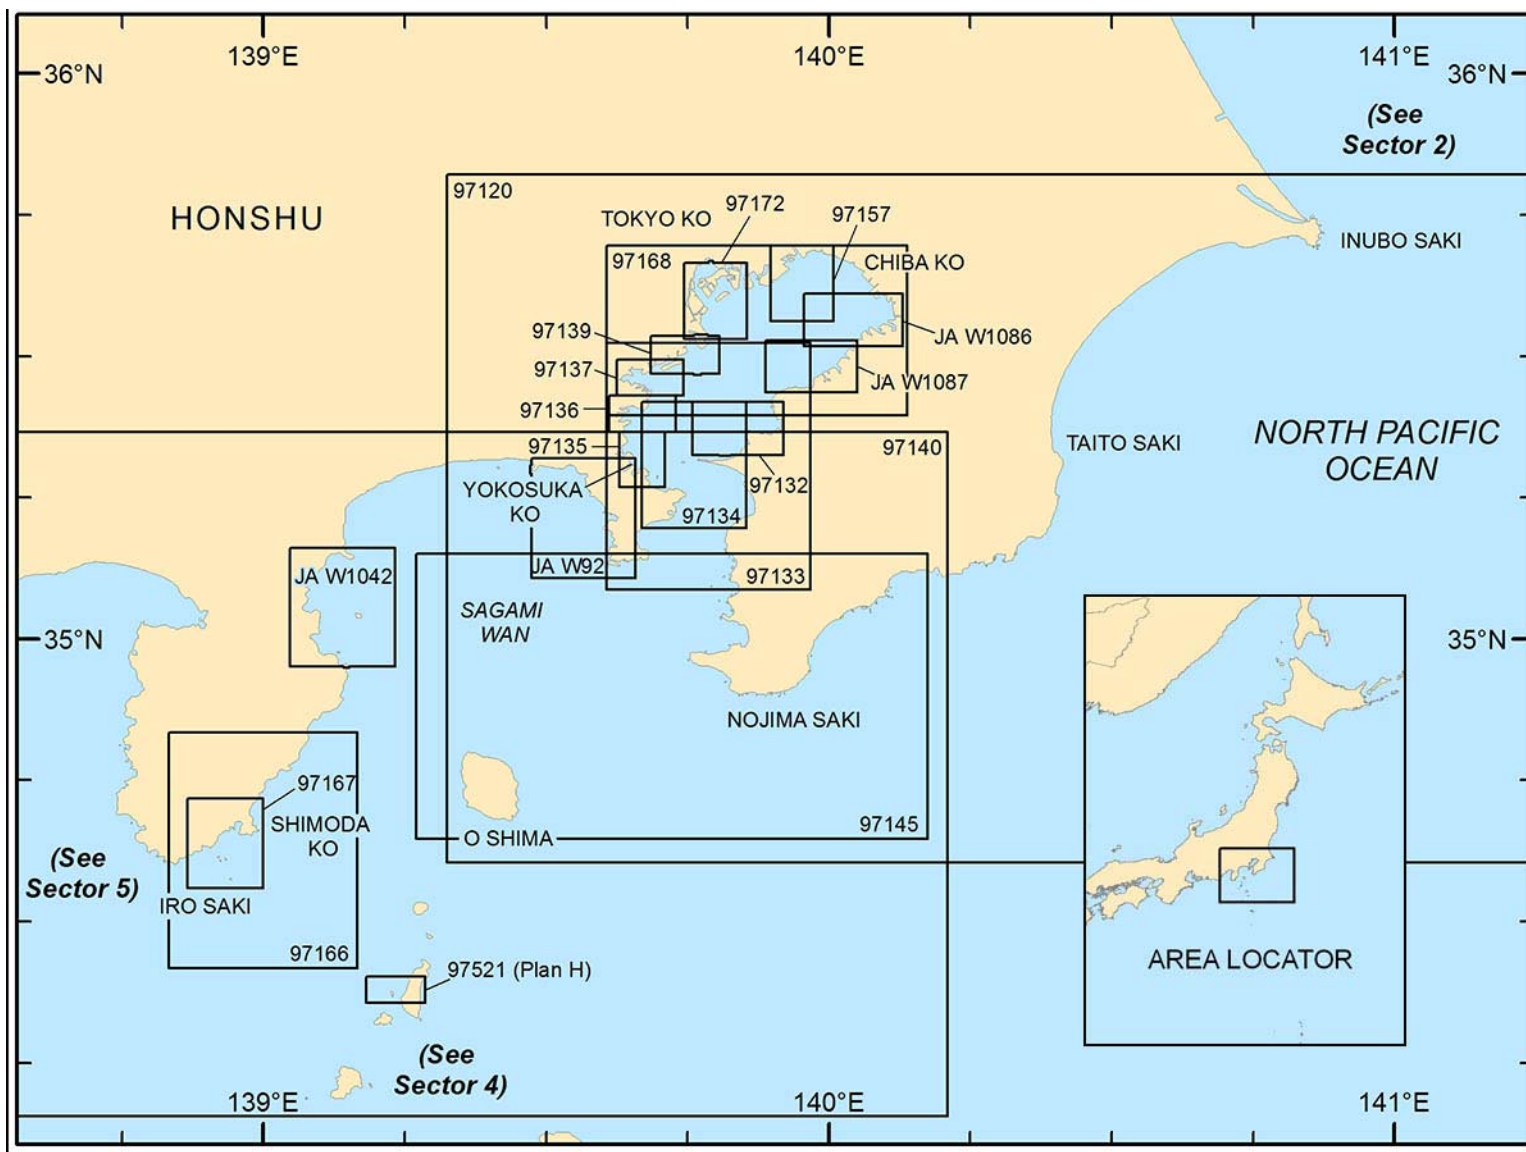 139°E
140°E
141°E
36°N
36°N
(See
Sector 2)
97120
HONSHU
TOKYO KO
97172
97157
INUBO SAKI
97168
CHIBA KO
97139
JA W1086
97137
JA W1087
97136
97135
97140
TAITO SAKI
NORTH PACIFIC
OCEAN
YOKOSUKA
KO
97132
97134
JA W92
97133
JA W1042
SAGAMI
WAN
35°N
35°N
NOJIMA SAKI
97167
SHIMODA
KO
O SHIMA
97145
(See
Sector 5)
IRO SAKI
97166
97521 (Plan H)
AREA LOCATOR
(See
Sector 4)
139°E
140°E
141°E